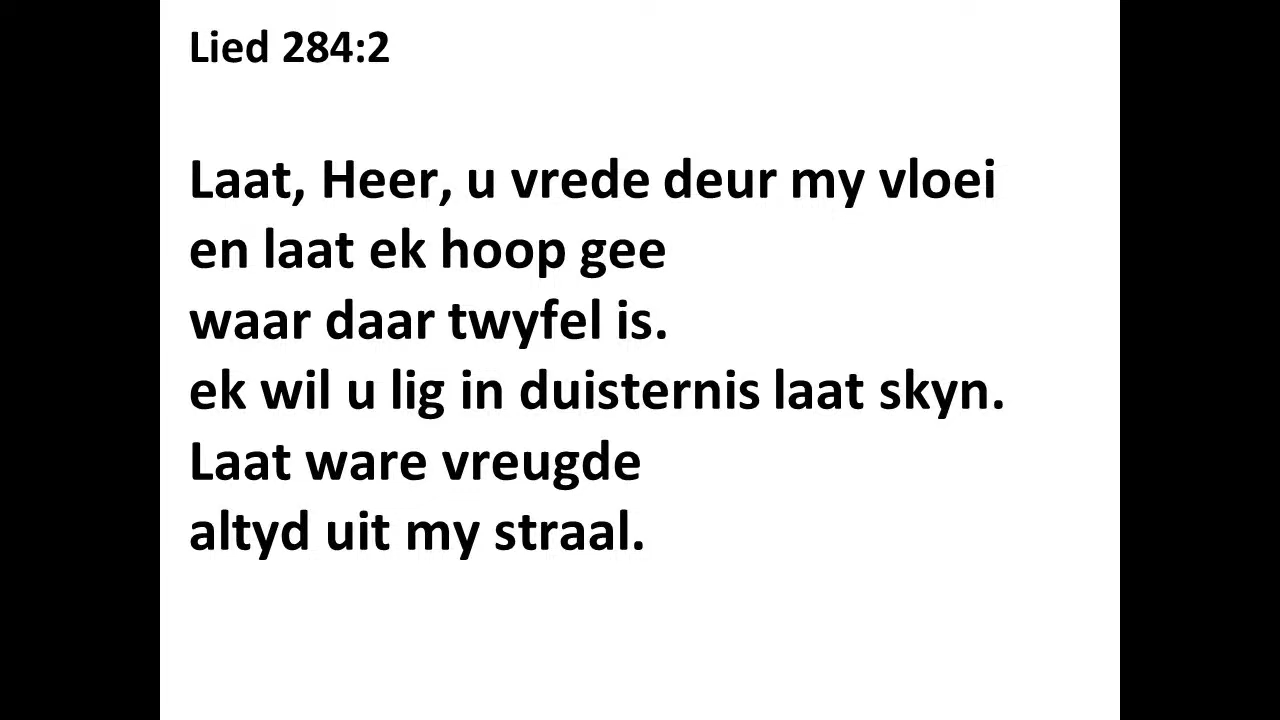 Lied 284:2
Laat, Heer, u vrede deur my vloei
en laat ek hoop gee
waar daar twyfel is.
ek wil u lig in duisternis laat skyn.
Laat ware vreugde
altyd uit my straal.